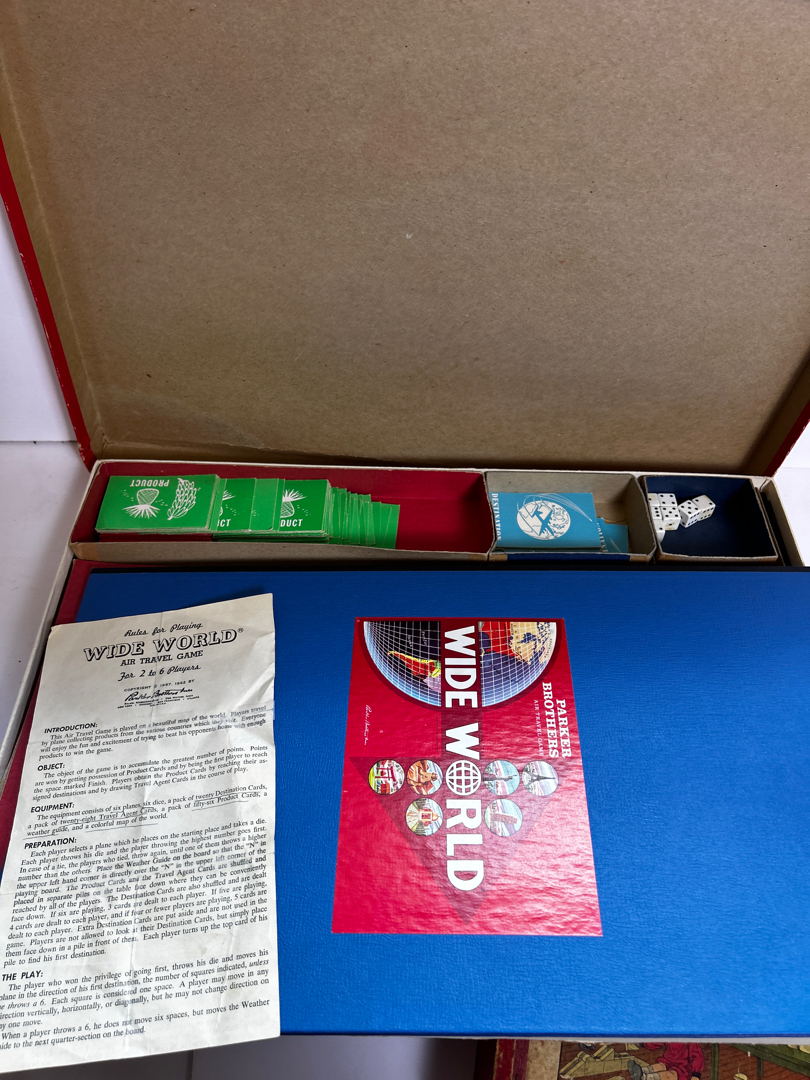 PRODUCT
UCT
DUCT
DESTINATION
Rules for Playing
WIDE WORLD®
AIR TRAVEL GAME
For 2 to 6 Players
COPYRIGHT
Parker Brothers Inc
INTRODUCTION:
This Air Travel Game is played on a beautiful map of the world. Players travel
by plane collecting products from the various countries which they visit. Everyone
will enjoy the fun and excitement of trying to beat his opponents home with enough
products to win the game.
OBJECT:
The object of the game is to accumulate the greatest number of points. Points
are won by getting possession of Product Cards and by being the first player to reach
the space marked Finish. Players obtain the Product Cards by reaching their as-
signed destinations and by drawing Travel Agent Cards in the course of play.
EQUIPMENT:
The equipment consists of six planes, six dice, a pack of twenty Destination Cards,
a pack of twenty-eight Travel Agent Cards, a pack of fifty-six Product Cards, a
weather guide, and a colorful map of the world.
PREPARATION:
Each player selects a plane which he places on the starting place and takes a die.
Each player throws his die and the player throwing the highest number goes first.
In case of a tie, the players who tied, throw again, until one of them throws a higher
number than the others. Place the Weather Guide on the board so that the "N" in
the upper left hand corner is directly over the "N" in the upper left corner of the
playing board. The Product Cards and the Travel Agent Cards are shuffled and
placed in separate piles on the table face down where they can be conveniently
reached by all of the players. The Destination Cards are also shuffled and are dealt
face down. If six are playing, 3 cards are dealt to each player. If five are playing,
4 cards are dealt to each player, and if four or fewer players are playing, 5 cards
are dealt to each player. Extra Destination Cards are put aside and are not used in the
game. Players are not allowed to look at their Destination Cards, but simply place
them face down in a pile in front of them. Each player turns up the top card of his
pile to find his first destination.
THE PLAY:
The player who won the privilege of going first, throws his die and moves his
plane in the direction of his first destination, the number of squares indicated, unless
he throws a 6. Each square is considered one space. A player may move in any
direction vertically, horizontally, or diagonally, but he may not change direction on
any one move.
When a player throws a 6, he does not move six spaces, but moves the Weather
uide to the next quarter-section on the board.
PARKER
BROTHERS
AIR TRAVEL GAME
WIDE WORLD